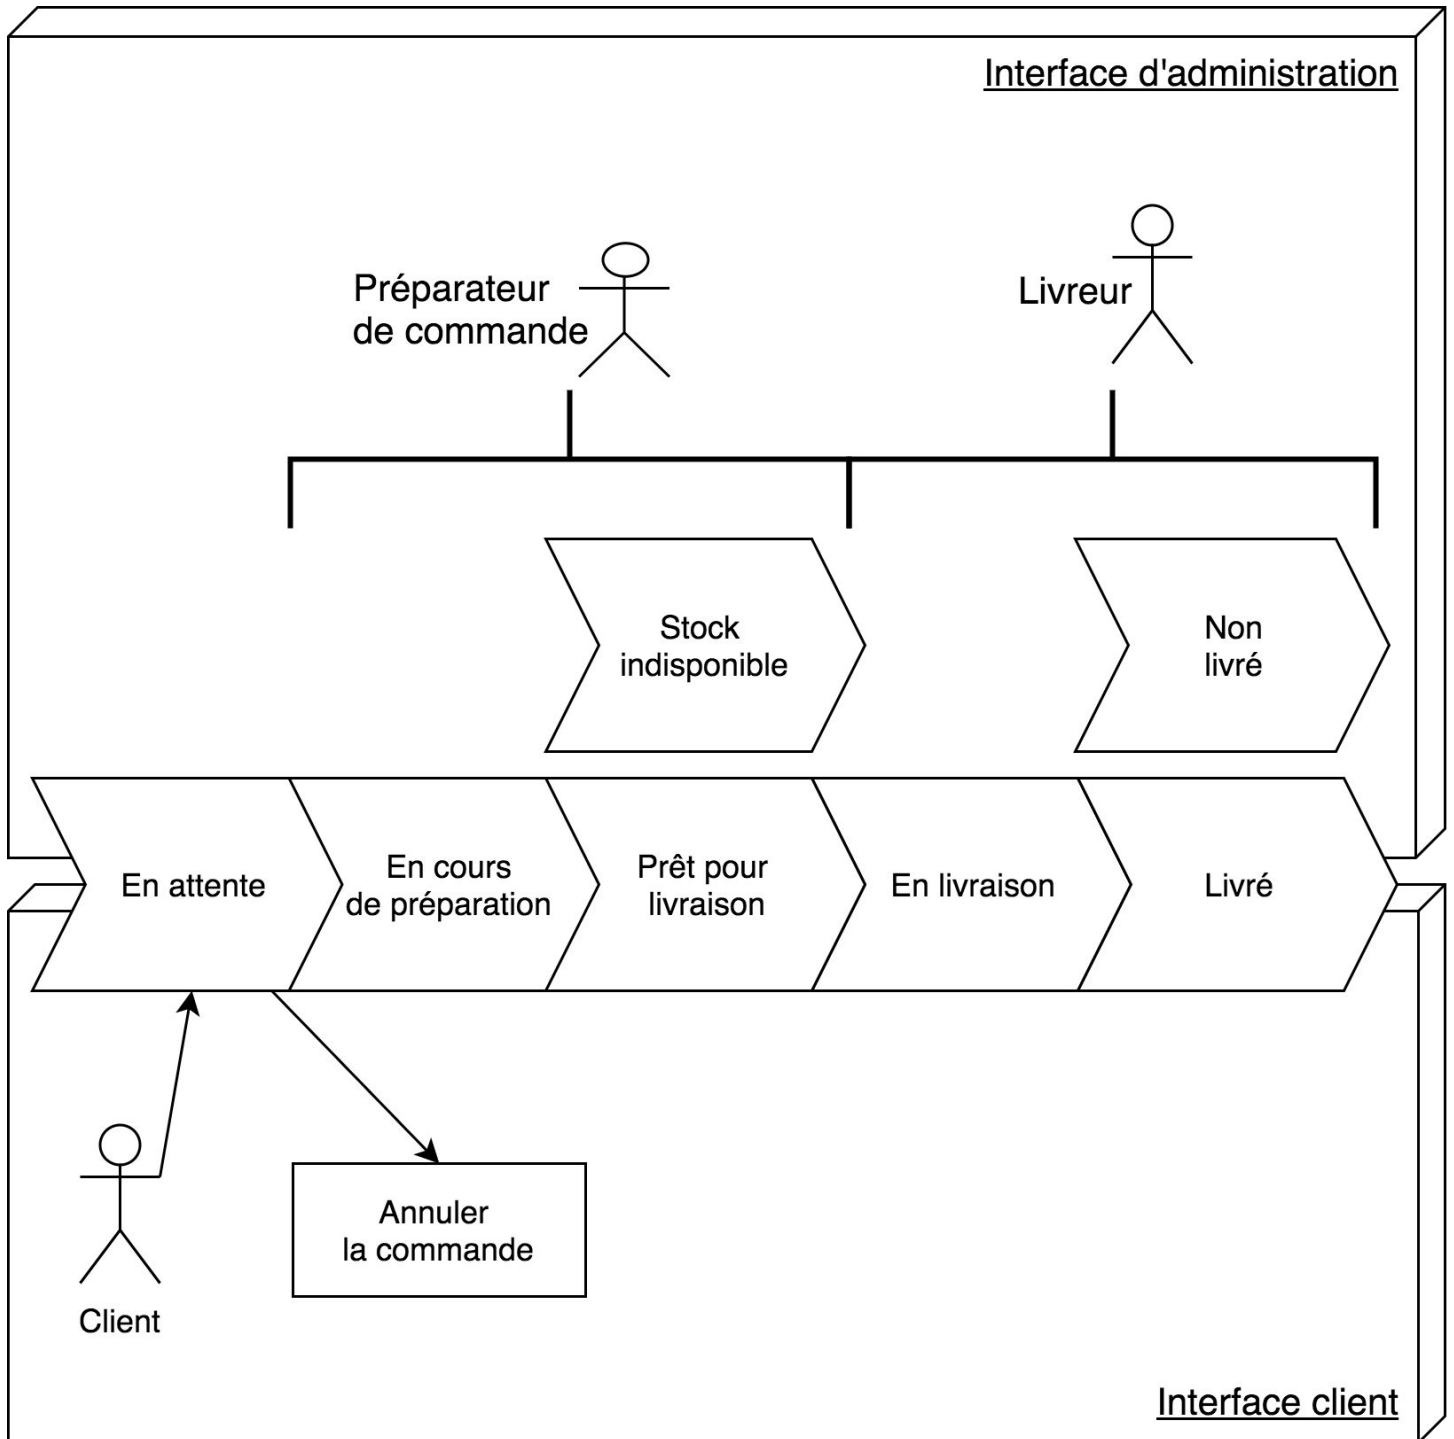 Interface d'administration
Préparateur
de commande
Livreur
Stock
indisponible
Non
livré
En attente
En cours
de préparation
Prêt pour
livraison
En livraison
Livré
Annuler
la commande
Client
Interface client